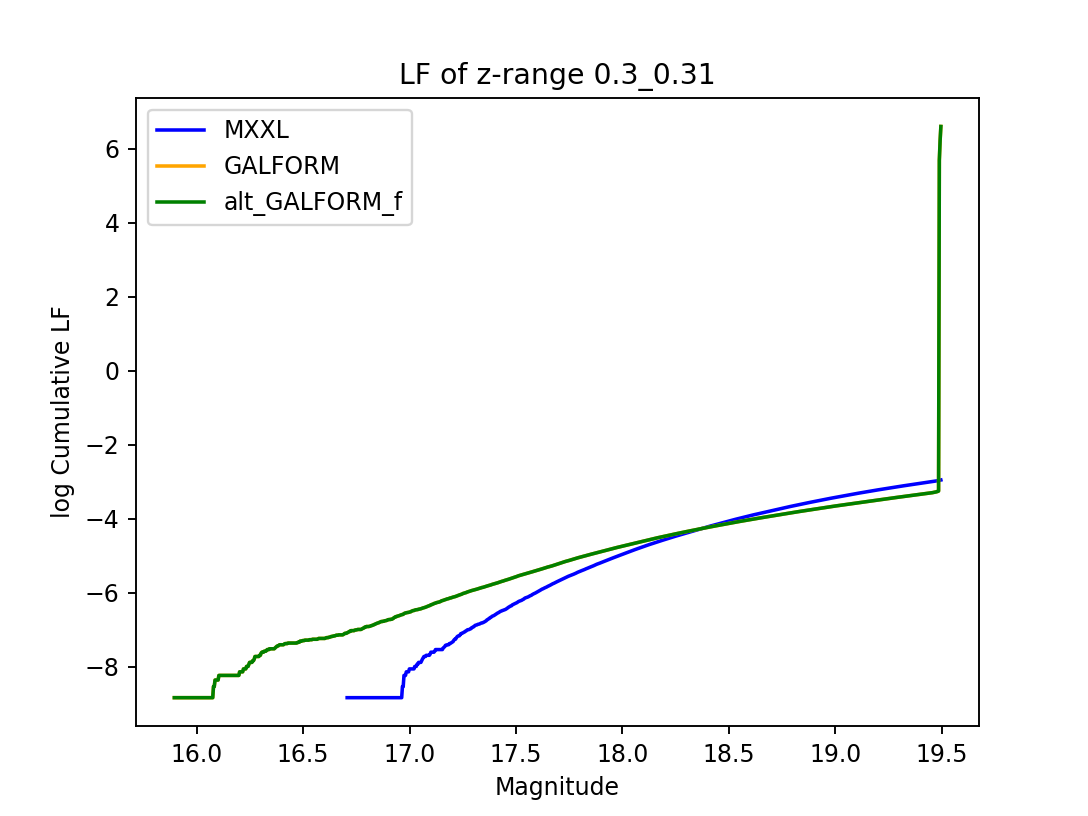 LF of z-range 0.3_0.31
MXXL
GALFORM
alt_GALFORM_f
log Cumulative LF
6
4
2
0
−2
−4
−6
−8
16.0 16.5 17.0 17.5 18.0 18.5 19.0 19.5
Magnitude